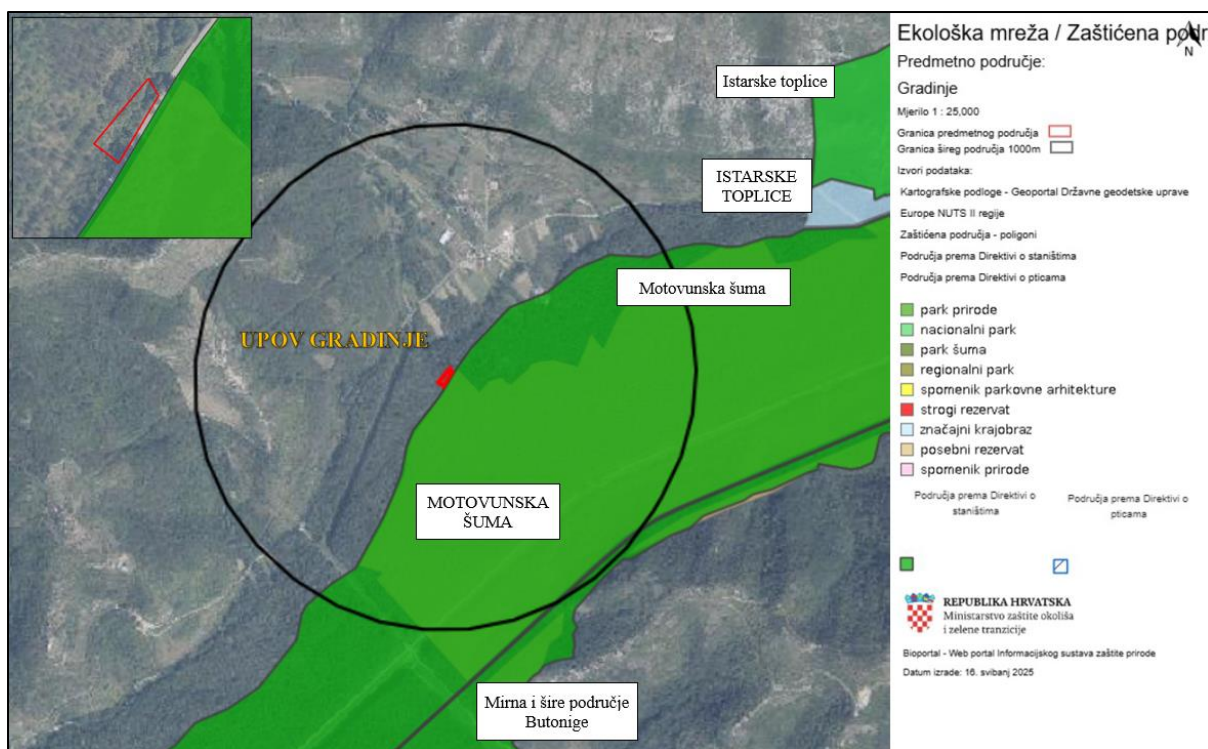 Istarske toplice
ISTARSKE
TOPLICE
Motovunska šuma
UPOV GRADINJE
MOTOVUNSKA
ŠUMA
Mirna i šire područje
Butonige
Ekološka mreža / Zaštićena podr
N
Predmetno područje:
Gradinje
Mjerilo 1 : 25,000
Granica predmetnog područja
Granica šireg područja 1000m
Izvori podataka:
Kartografske podloge - Geoportal Državne geodetske uprave
Europe NUTS II regije
Zaštićena područja - poligoni
Područja prema Direktivi o staništima
Područja prema Direktivi o pticama
park prirode
nacionalni park
park šuma
regionalni park
spomenik parkovne arhitekture
strogi rezervat
značajni krajobraz
posebni rezervat
spomenik prirode
Područja prema Direktivi o
staništima
Područja prema Direktivi o
pticama
REPUBLIKA HRVATSKA
Ministarstvo zaštite okoliša
i zelene tranzicije
Bioportal - Web portal Informacijskog sustava zaštite prirode
Datum izrade: 16. svibanj 2025